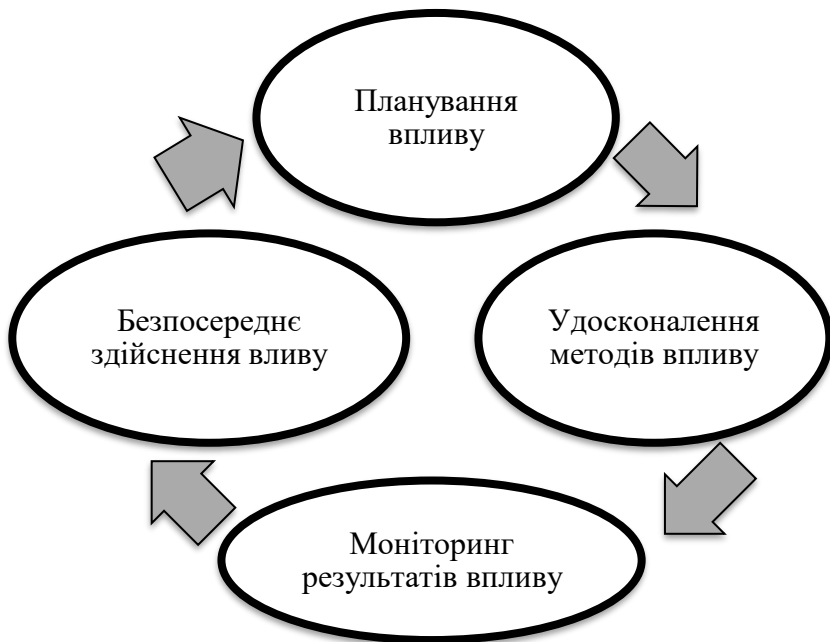 Планування
впливу
Удосконалення
методів впливу
Моніторинг
результатів впливу
Безпосереднє
здійснення вливу